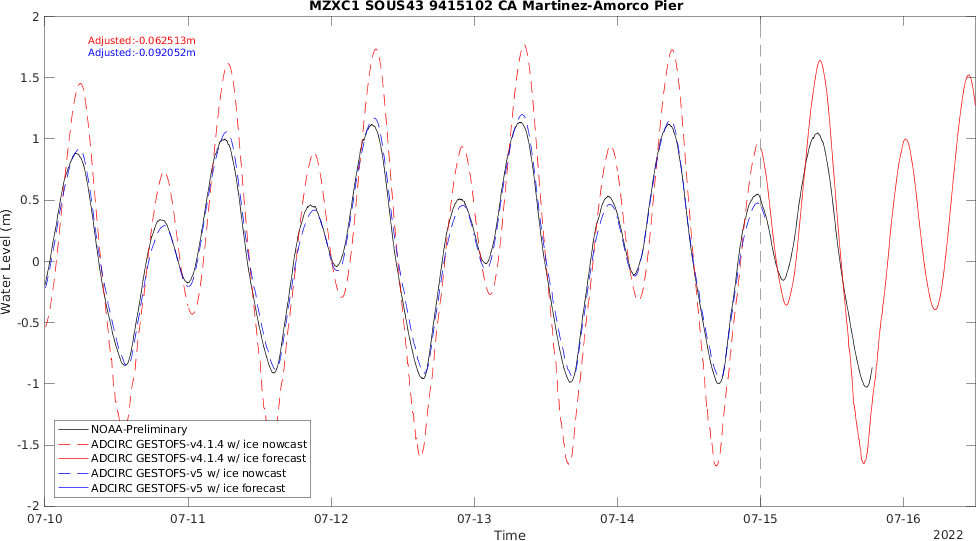 MZXC1 SOUS43 9415102 CA Martinez-Amorco Pier
Adjusted:-0.062513m
Adjusted:-0.092052m
2
1.5
1
0.5
0
-0.5
-1
-1.5
-2
Water Level (m)
NOAA-Preliminary
ADCIRC GESTOFS-v4.1.4 w/ ice nowcast
ADCIRC GESTOFS-v4.1.4 w/ ice forecast
ADCIRC GESTOFS-v5 w/ ice nowcast
ADCIRC GESTOFS-v5 w/ ice forecast
07-10 07-11 07-12 07-13 07-14 07-15 07-16
Time
2022